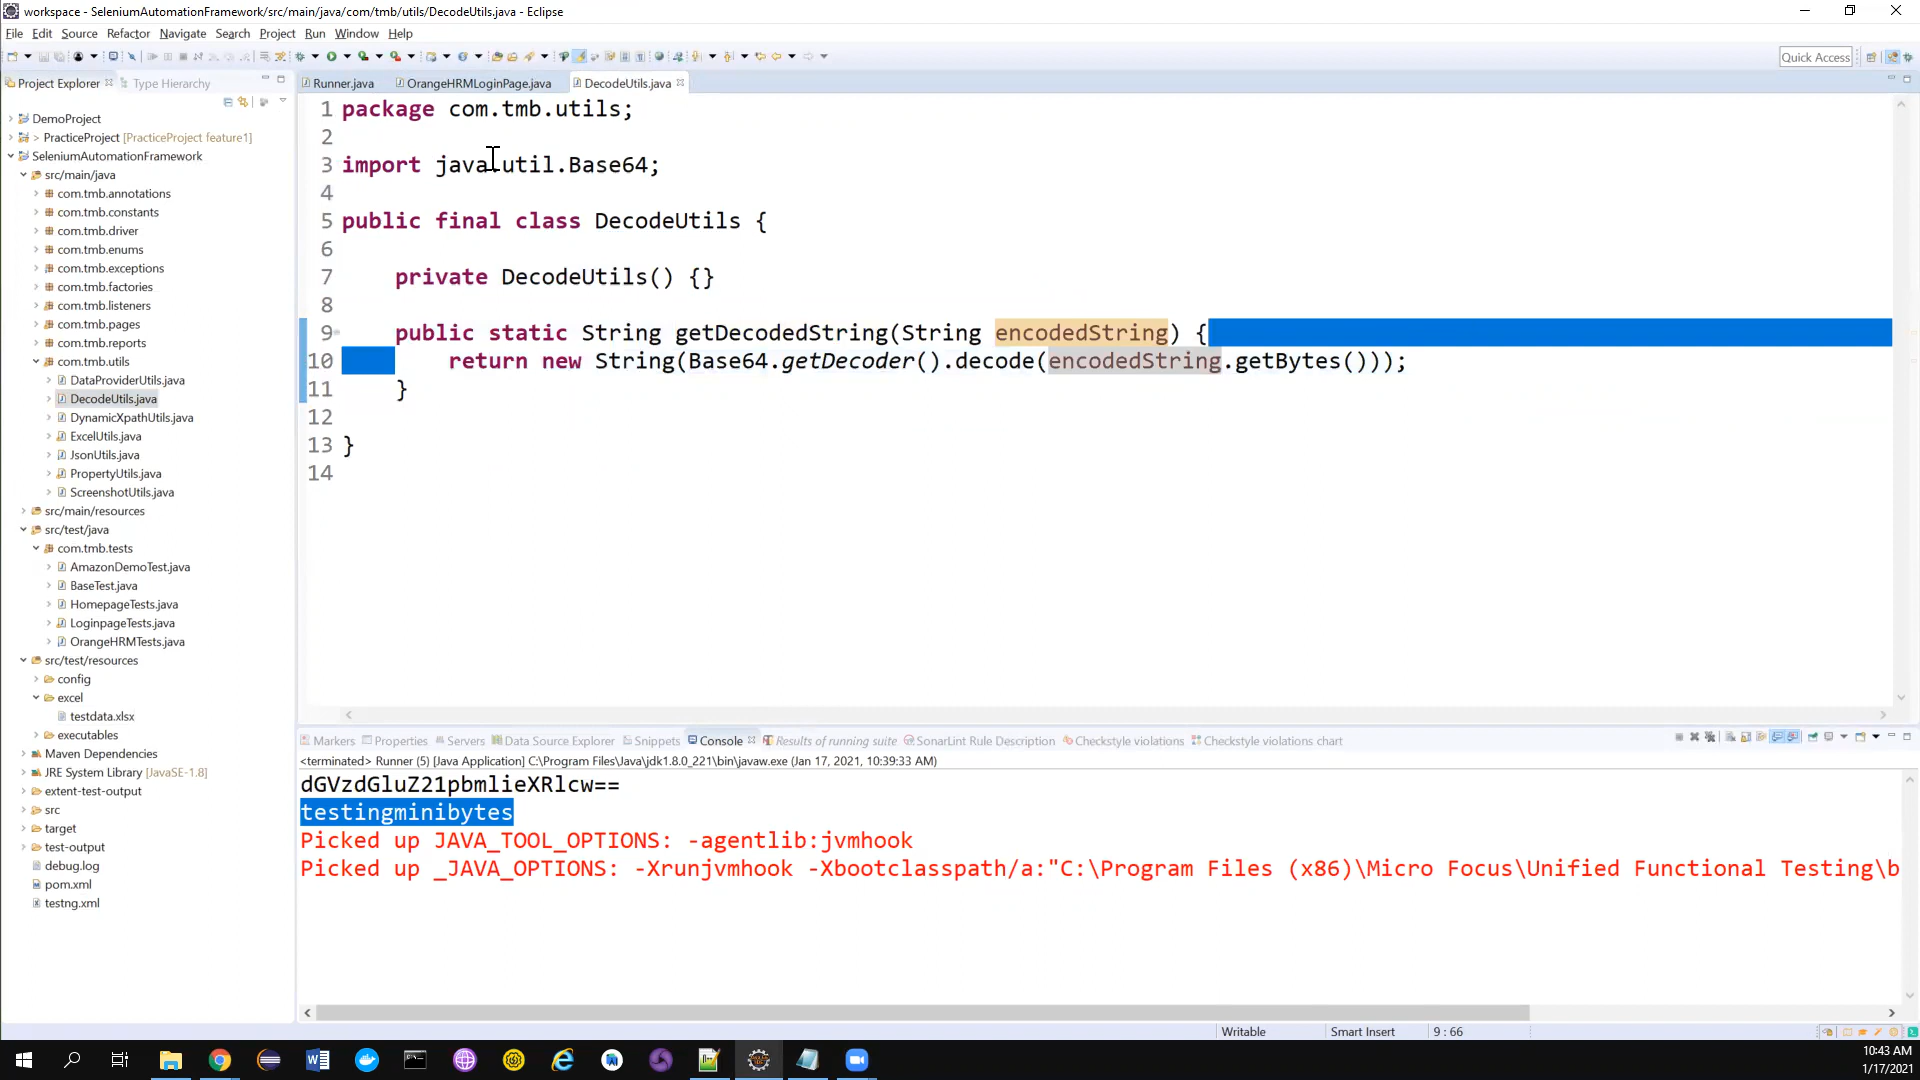 workspace - SeleniumAutomationFramework/src/main/java/com/tmb/utils/DecodeUtils.java - Eclipse
File Edit Source Refactor Navigate Search Project Run Window Help
Quick Access
Project Explorer
Type Hierarchy
Runner.java
OrangeHRMLoginPage.java
DecodeUtils.java
DemoProject
> PracticeProject [PracticeProject feature1]
SeleniumAutomationFramework
src/main/java
com.tmb.annotations
com.tmb.constants
com.tmb.driver
com.tmb.enums
com.tmb.exceptions
com.tmb.factories
com.tmb.listeners
com.tmb.pages
com.tmb.reports
com.tmb.utils
DataProviderUtils.java
DecodeUtils.java
DynamicXpathUtils.java
ExcelUtils.java
JsonUtils.java
PropertyUtils.java
ScreenshotUtils.java
src/main/resources
src/test/java
com.tmb.tests
AmazonDemoTest.java
BaseTest.java
HomepageTests.java
LoginpageTests.java
OrangeHRMTests.java
src/test/resources
config
excel
testdata.xlsx
executables
Maven Dependencies
JRE System Library [JavaSE-1.8]
extent-test-output
src
target
test-output
debug.log
pom.xml
testng.xml
1 package com.tmb.utils;
2
3 import java.util.Base64;
4
5 public final class DecodeUtils {
6
7 private DecodeUtils() {}
8
9 public static String getDecodedString(String encodedString) {
10 return new String(Base64.getDecoder().decode(encodedString.getBytes()));
11 }
12
13 }
14
Markers Properties Servers Data Source Explorer Snippets Console Results of running suite SonarLint Rule Description Checkstyle violations Checkstyle violations chart
<terminated> Runner (5) [Java Application] C:\Program Files\Java\jdk1.8.0_221\bin\javaw.exe (Jan 17, 2021, 10:39:33 AM)
dGVzdGluZ21pbmlieXRlcw==
testingminibytes
Picked up JAVA_TOOL_OPTIONS: -agentlib:jvmhook
Picked up _JAVA_OPTIONS: -Xrunjvmhook -Xbootclasspath/a:"C:\Program Files (x86)\Micro Focus\Unified Functional Testing\b
Writable
Smart Insert
9 : 66
10:43 AM
1/17/2021